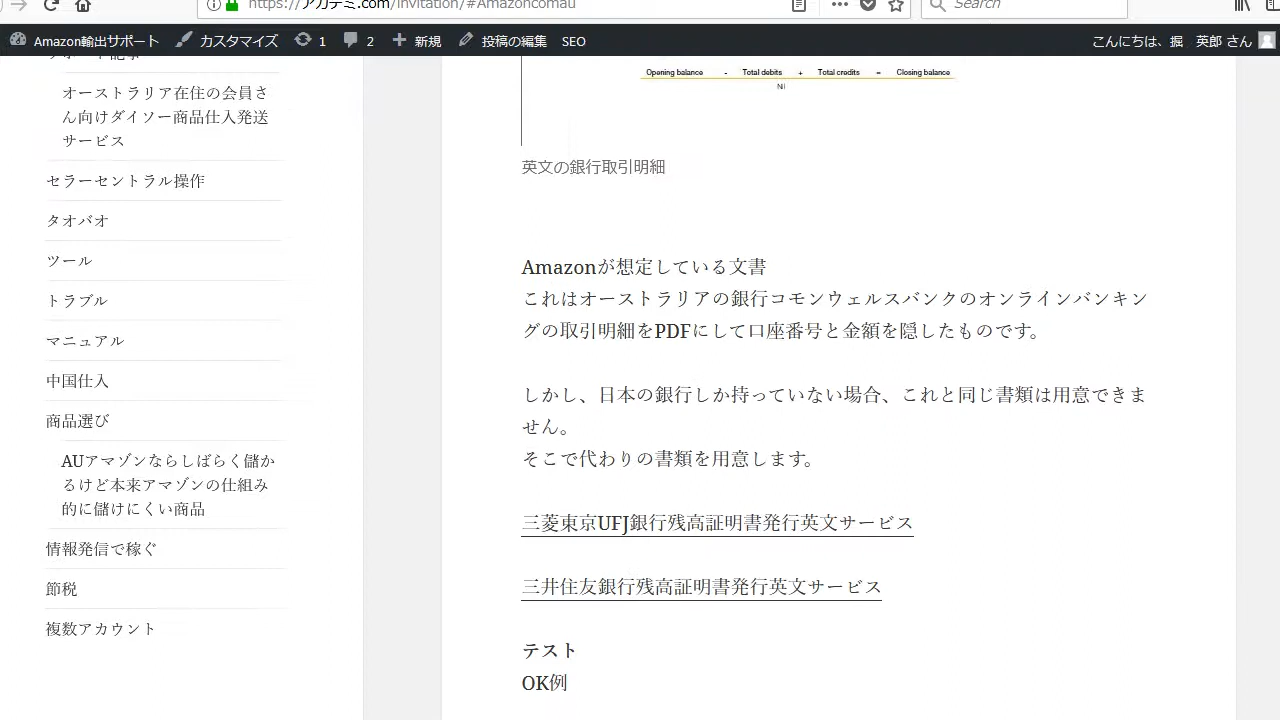 https://アカデミ.com/invitation/#Amazoncomau
Search
Amazon輸出サポート カスタマイズ 1 2 新規 投稿の編集 SEO こんにちは、掘 英郎 さん
サポート記事
オーストラリア在住の会員さ
ん向けダイソー商品仕入発送
サービス
セラーセントラル操作
タオバオ
ツール
トラブル
マニュアル
中国仕入
商品選び
AUアマゾンならしばらく儲か
るけど本来アマゾンの仕組み
的に儲けにくい商品
情報発信で稼ぐ
節税
複数アカウント
Opening balance - Total debits + Total credits = Closing balance
Nil
英文の銀行取引明細
Amazonが想定している文書
これはオーストラリアの銀行コモンウェルスバンクのオンラインバンキン
グの取引明細をPDFにして口座番号と金額を隠したものです。
しかし、日本の銀行しか持っていない場合、これと同じ書類は用意できま
せん。
そこで代わりの書類を用意します。
三菱東京UFJ銀行残高証明書発行英文サービス
三井住友銀行残高証明書発行英文サービス
テスト
OK例